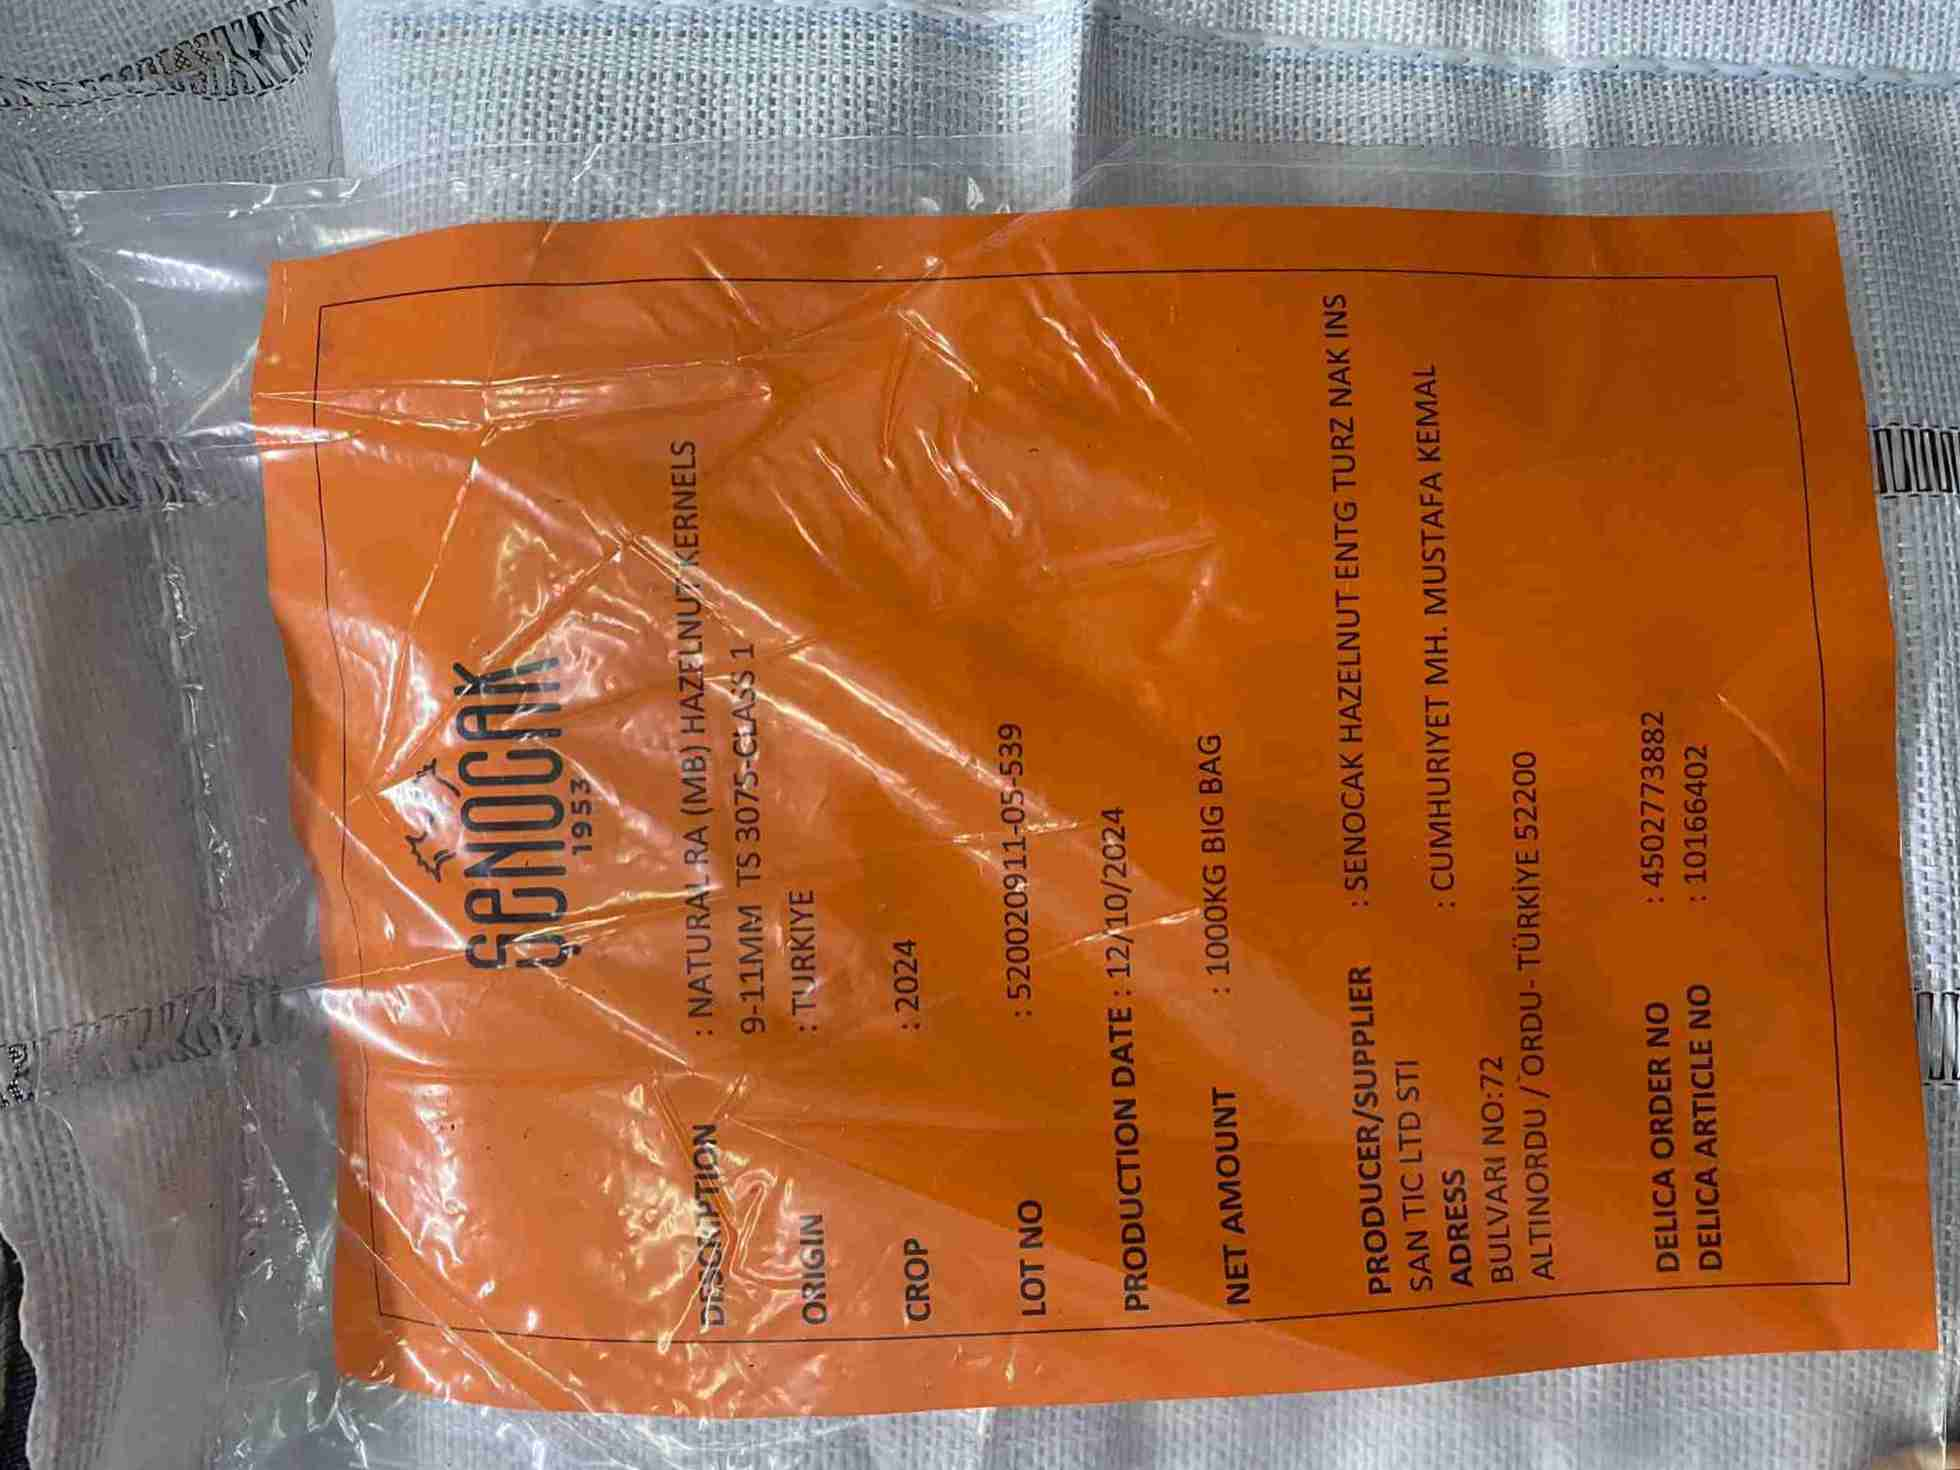 ŞENOCAK
1953
DESCRIPTION : NATURAL RA (MB) HAZELNUT KERNELS
9-11MM TS 3075-CLASS 1
ORIGIN : TURKIYE
CROP : 2024
LOT NO : 520020911-05-539
PRODUCTION DATE : 12/10/2024
NET AMOUNT : 1000KG BIG BAG
PRODUCER/SUPPLIER : SENOCAK HAZELNUT ENTG TURZ NAK INS
SAN TIC LTD STI
ADRESS : CUMHURIYET MH. MUSTAFA KEMAL
BULVARI NO:72
ALTINORDU / ORDU- TÜRKİYE 52200
DELICA ORDER NO : 4502773882
DELICA ARTICLE NO : 10166402